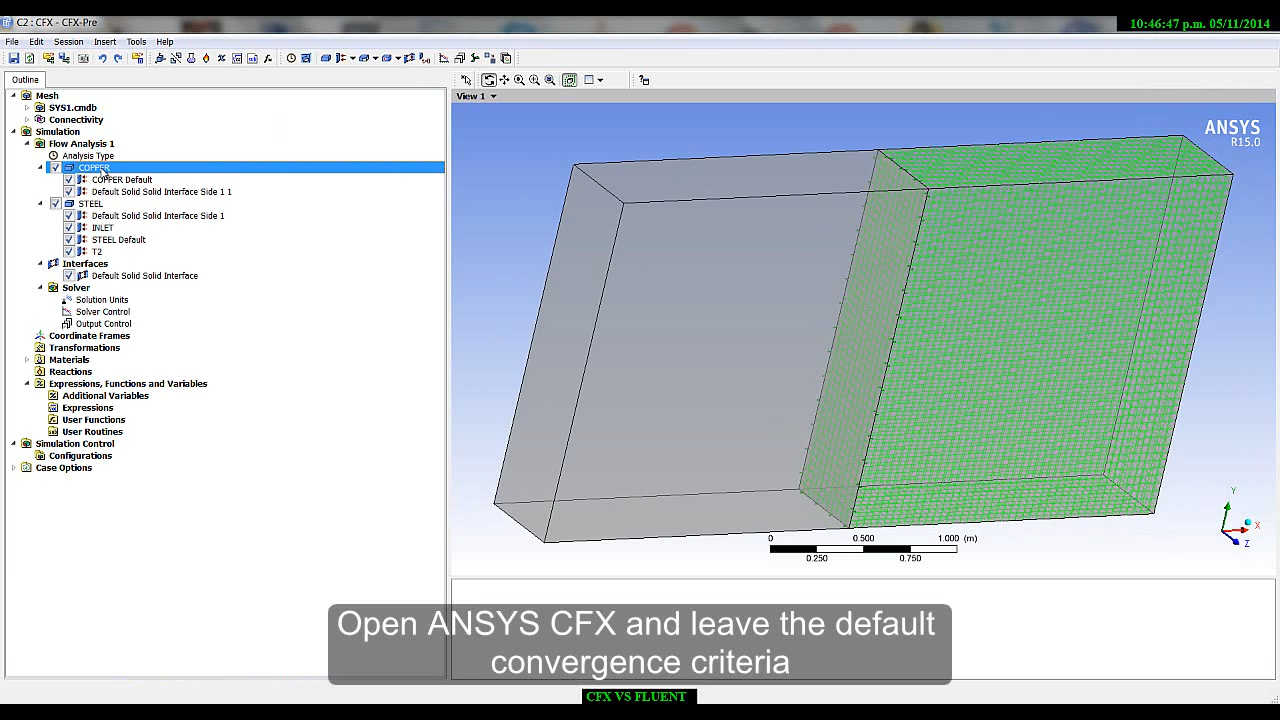 C2 : CFX - CFX-Pre
10:46:47 p.m. 05/11/2014
File Edit Session Insert Tools Help
Outline
Mesh
SYS1.cmdb
Connectivity
Simulation
Flow Analysis 1
Analysis Type
COPPER
COPPER Default
Default Solid Solid Interface Side 1 1
STEEL
Default Solid Solid Interface Side 1
INLET
STEEL Default
T2
Interfaces
Default Solid Solid Interface
Solver
Solution Units
Solver Control
Output Control
Coordinate Frames
Transformations
Materials
Reactions
Expressions, Functions and Variables
Additional Variables
Expressions
User Functions
User Routines
Simulation Control
Configurations
Case Options
View 1
ANSYS
R15.0
Y
X
Z
0 0.500 1.000 (m)
0.250 0.750
Open ANSYS CFX and leave the default
convergence criteria
CFX VS FLUENT